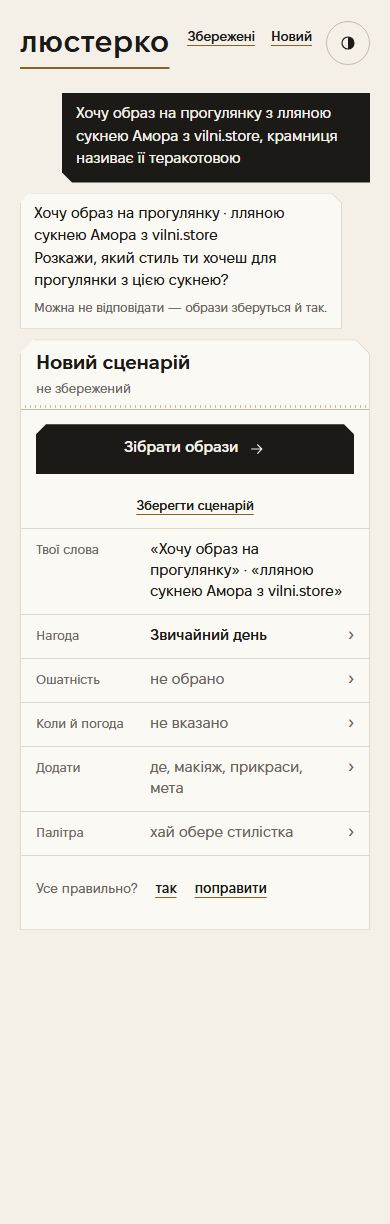 люстерко
Збережені
Новий
Хочу образ на прогулянку з лляною
сукнею Амора з vilni.store, крамниця
називає її теракотовою
Хочу образ на прогулянку · лляною
сукнею Амора з vilni.store
Розкажи, який стиль ти хочеш для
прогулянки з цією сукнею?
Можна не відповідати — образи зберуться й так.
Новий сценарій
не збережений
Зібрати образи →
Зберегти сценарій
Твої слова
«Хочу образ на
прогулянку» · «лляною
сукнею Амора з vilni.store»
Нагода
Звичайний день ›
Ошатність
не обрано ›
Коли й погода
не вказано ›
Додати
де, макіяж, прикраси, ›
мета
Палітра
хай обере стилістка ›
Усе правильно? так поправити